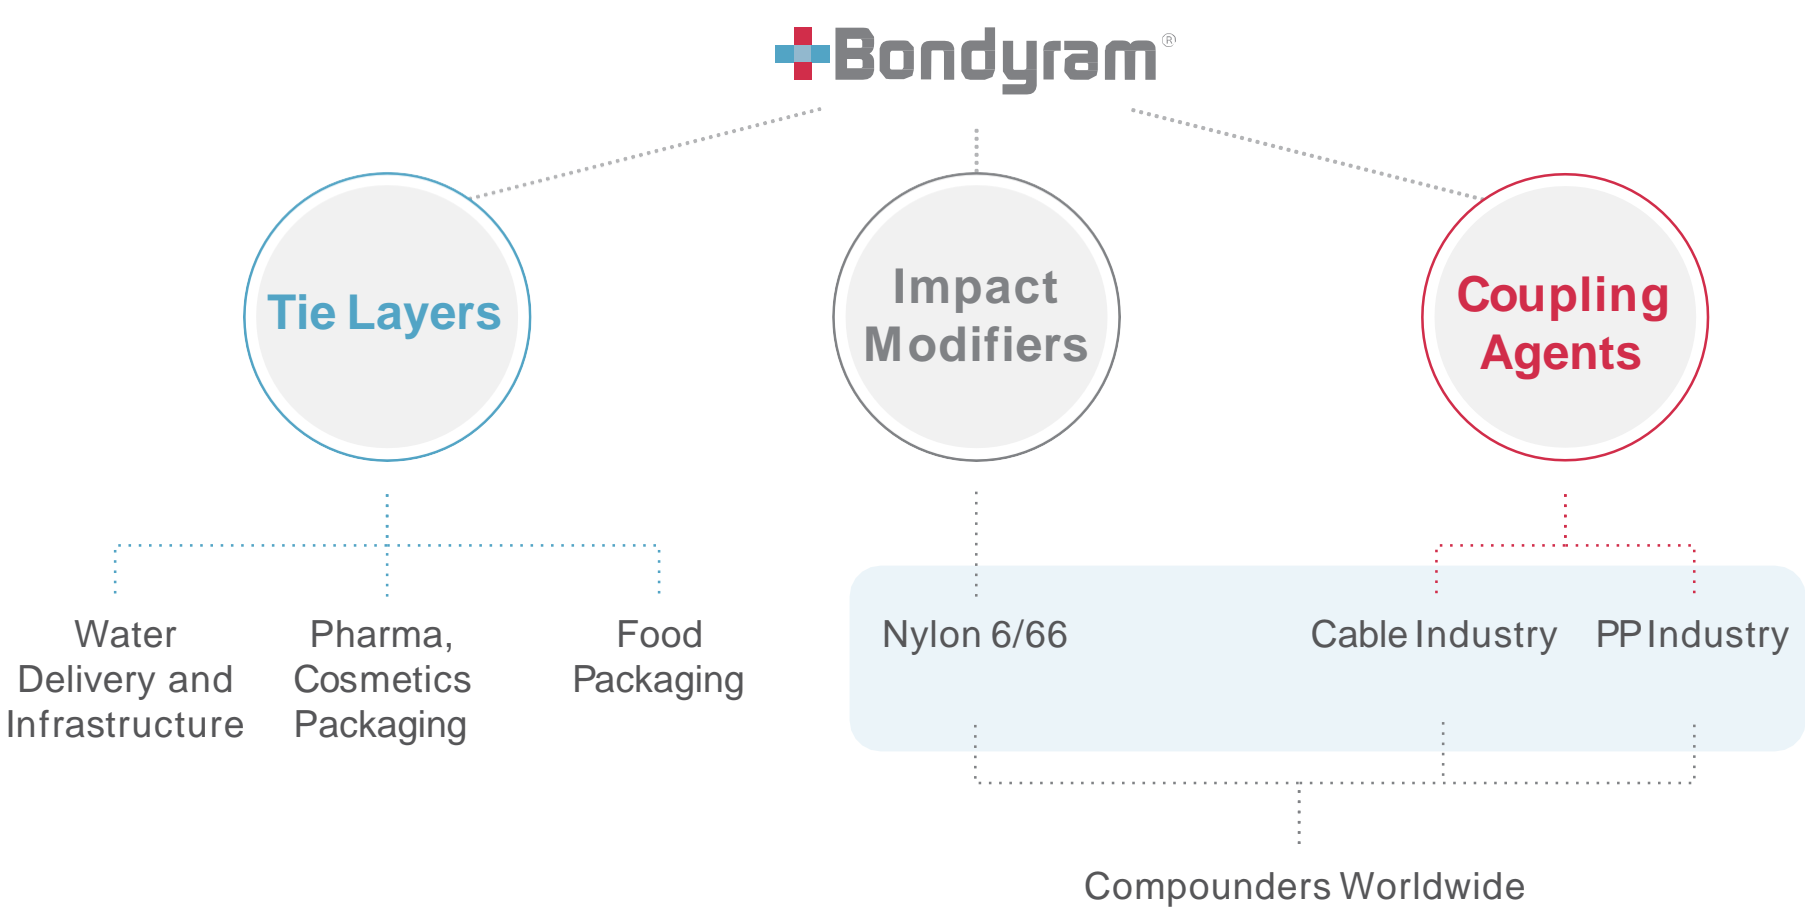 Bondyram®
Tie Layers
Impact
Modifiers
Coupling
Agents
Water
Delivery and
Infrastructure
Pharma,
Cosmetics
Packaging
Food
Packaging
Nylon 6/66
Cable Industry
PP Industry
Compounders Worldwide